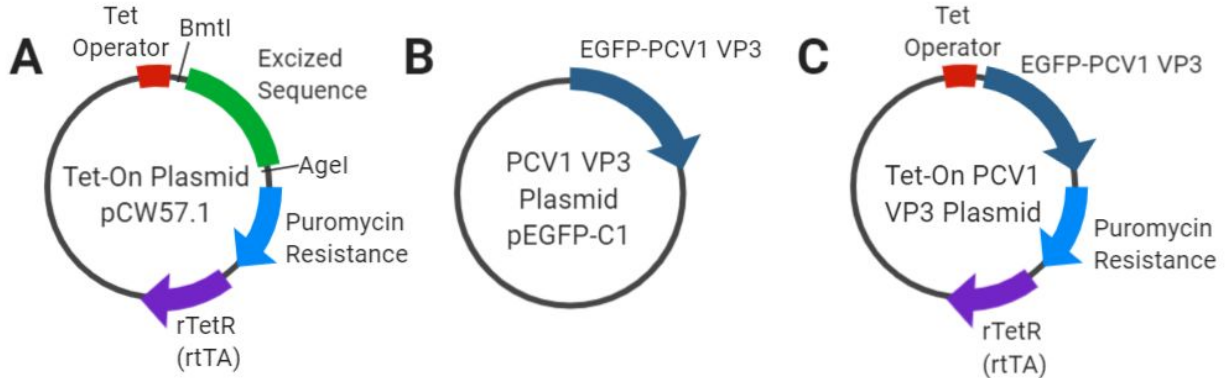 A
Tet
Operator
BmtI
Excized
Sequence
Tet-On Plasmid
pCW57.1
AgeI
Puromycin
Resistance
rTetR
(rtTA)
B
EGFP-PCV1 VP3
PCV1 VP3
Plasmid
pEGFP-C1
C
Tet
Operator
EGFP-PCV1 VP3
Tet-On PCV1
VP3 Plasmid
Puromycin
Resistance
rTetR
(rtTA)